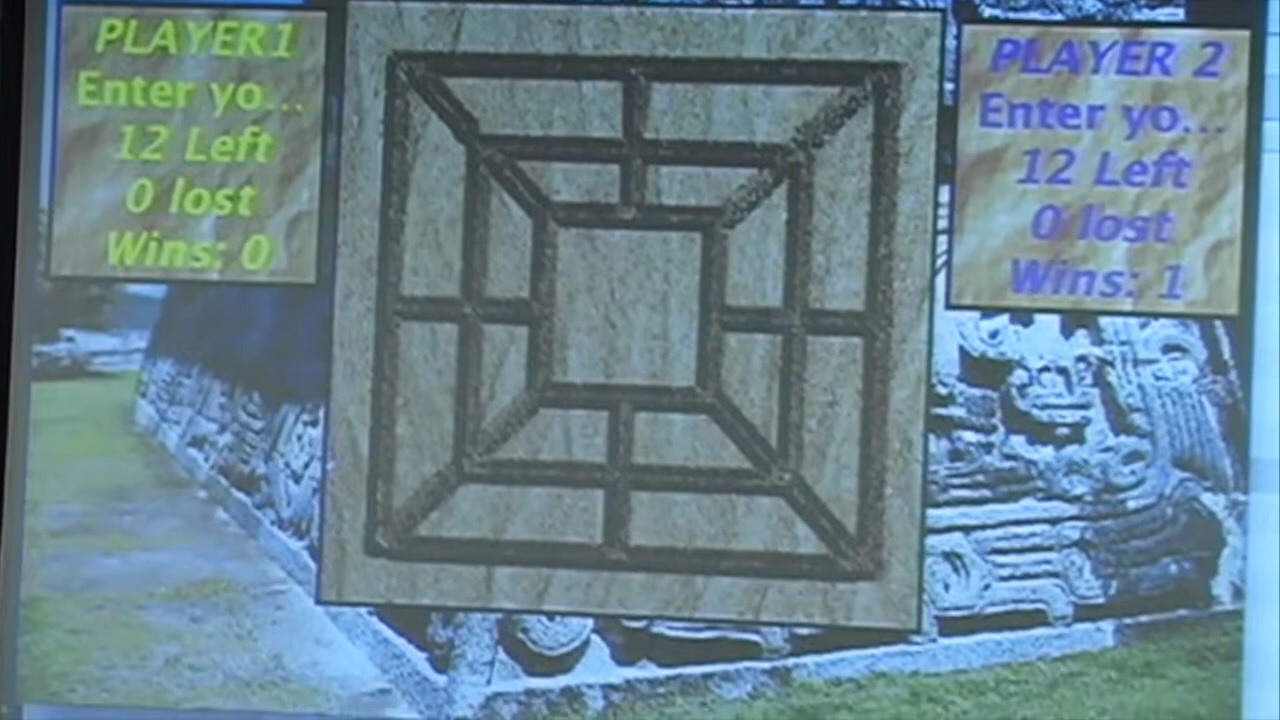 PLAYER1
Enter yo...
12 Left
0 lost
Wins: 0
PLAYER 2
Enter yo...
12 Left
0 lost
Wins: 1